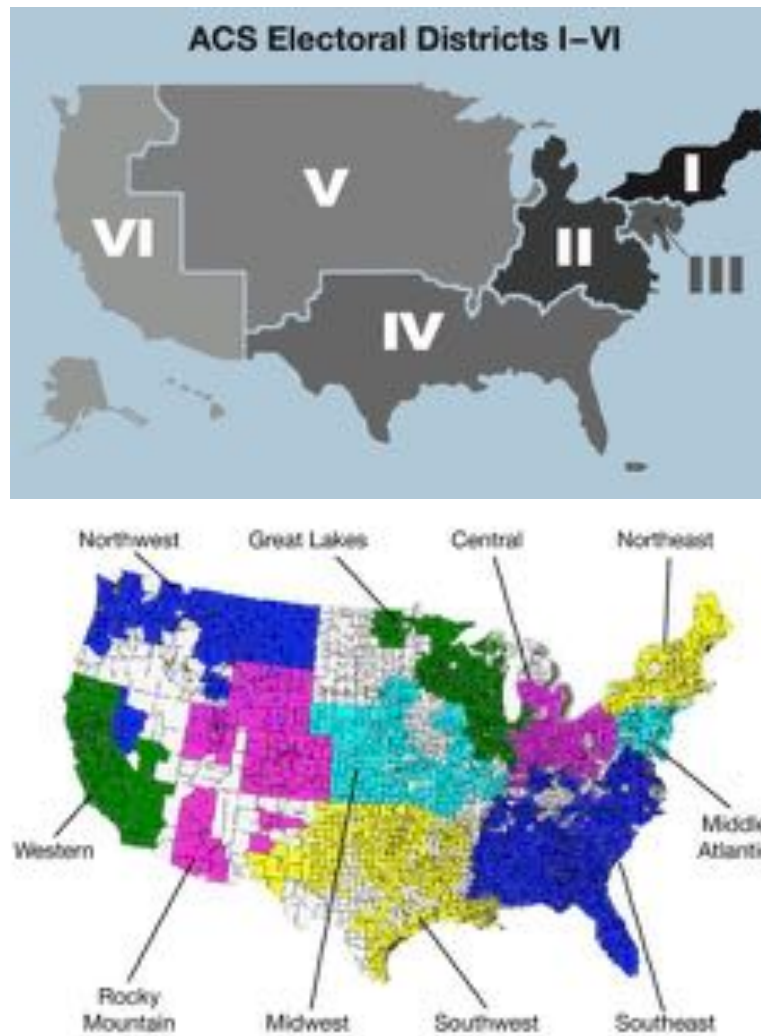 ACS Electoral Districts I–VI
I
V
VI
II
III
IV
Northwest
Great Lakes
Central
Northeast
Western
Middle
Atlantic
Rocky
Mountain
Midwest
Southwest
Southeast